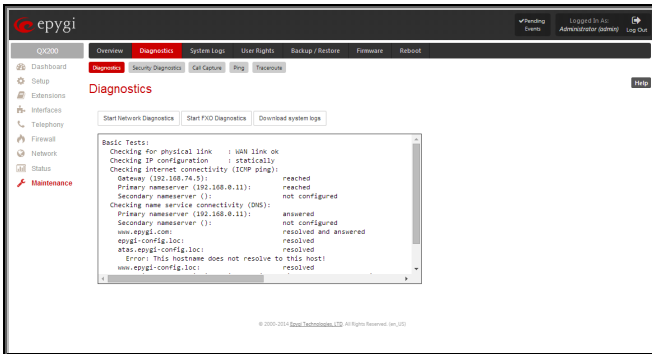 epygi
✔Pending Events
Logged In As: Administrator (admin)
Log Out
QX200
Overview Diagnostics System Logs User Rights Backup / Restore Firmware Reboot
Dashboard
Setup
Extensions
Interfaces
Telephony
Firewall
Network
Status
Maintenance
Diagnostics Security Diagnostics Call Capture Ping Traceroute
Help
Diagnostics
Start Network Diagnostics Start FXO Diagnostics Download system logs
Basic Tests:
Checking for physical link : WAN link ok
Checking IP configuration : statically
Checking internet connectivity (ICMP ping):
Gateway (192.168.74.5): reached
Primary nameserver (192.168.0.11): reached
Secondary nameserver (): not configured
Checking name service connectivity (DNS):
Primary nameserver (192.168.0.11): answered
Secondary nameserver (): not configured
www.epygi.com: resolved and answered
epygi-config.loc: resolved
atas.epygi-config.loc: resolved
Error: This hostname does not resolve to this host!
www.epygi-config.loc: resolved
© 2000-2014 Epygi Technologies, LTD. All Rights Reserved. (en_US)